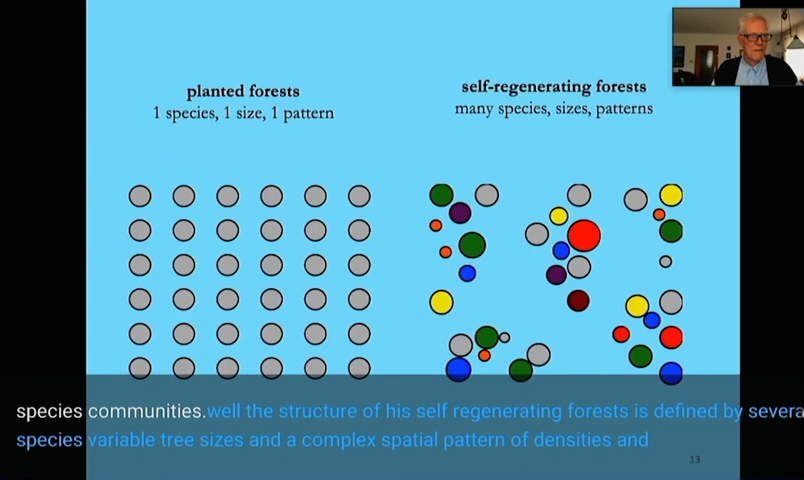 planted forests
1 species, 1 size, 1 pattern
self-regenerating forests
many species, sizes, patterns
species communities.well the structure of his self regenerating forests is defined by severa
species variable tree sizes and a complex spatial pattern of densities and
13